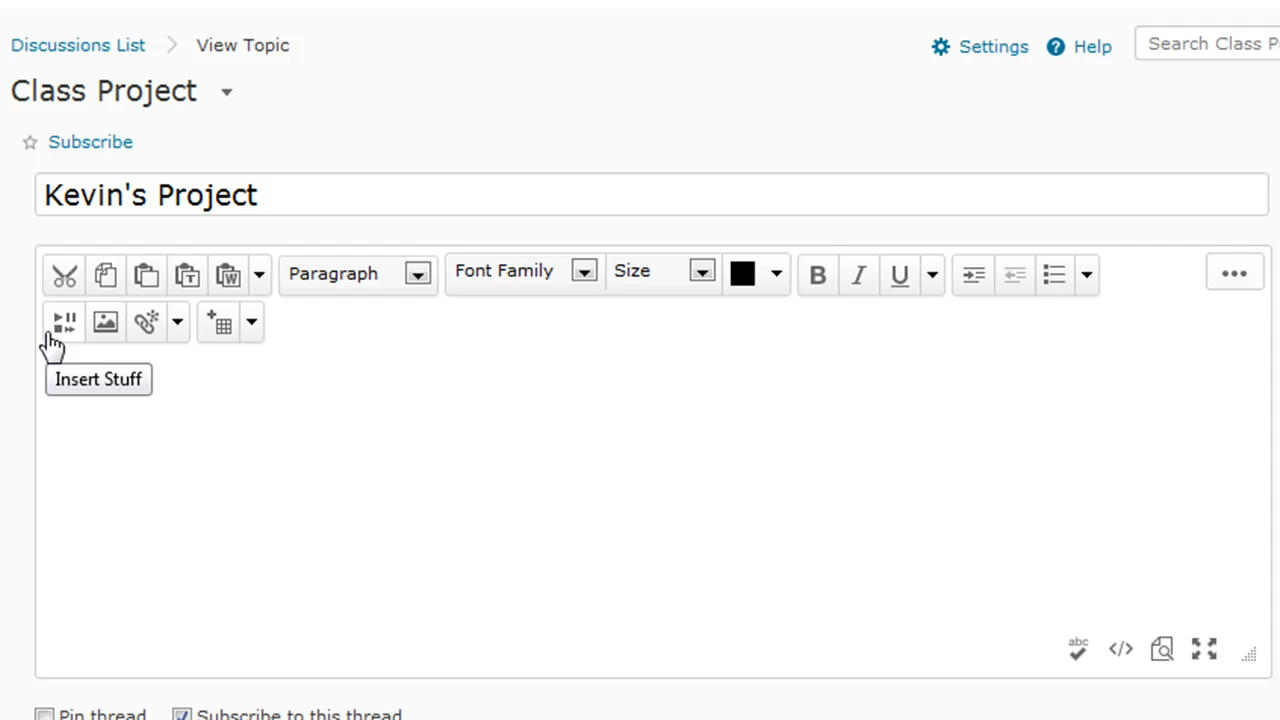 Discussions List View Topic
Settings Help Search Class P
Class Project
Subscribe
Kevin's Project
Paragraph Font Family Size B I U
Insert Stuff
abc
Pin thread Subscribe to this thread